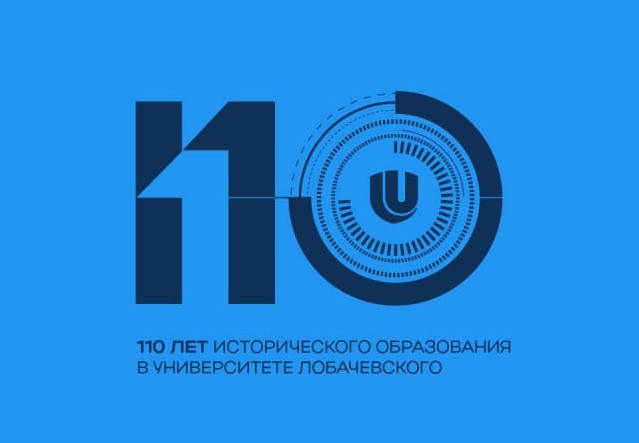 110
110 ЛЕТ ИСТОРИЧЕСКОГО ОБРАЗОВАНИЯ
В УНИВЕРСИТЕТЕ ЛОБАЧЕВСКОГО